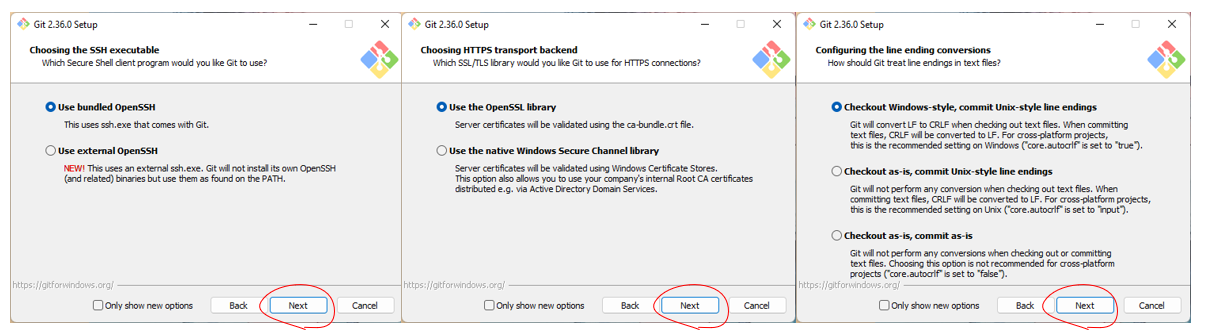 Git 2.36.0 Setup
Choosing the SSH executable
Which Secure Shell client program would you like Git to use?
Use bundled OpenSSH
This uses ssh.exe that comes with Git.
Use external OpenSSH
NEW! This uses an external ssh.exe. Git will not install its own OpenSSH
(and related) binaries but use them as found on the PATH.
https://gitforwindows.org/
Only show new options
Back
Next
Cancel
Git 2.36.0 Setup
Choosing HTTPS transport backend
Which SSL/TLS library would you like Git to use for HTTPS connections?
Use the OpenSSL library
Server certificates will be validated using the ca-bundle.crt file.
Use the native Windows Secure Channel library
Server certificates will be validated using Windows Certificate Stores.
This option also allows you to use your company's internal Root CA certificates
distributed e.g. via Active Directory Domain Services.
https://gitforwindows.org/
Only show new options
Back
Next
Cancel
Git 2.36.0 Setup
Configuring the line ending conversions
How should Git treat line endings in text files?
Checkout Windows-style, commit Unix-style line endings
Git will convert LF to CRLF when checking out text files. When committing
text files, CRLF will be converted to LF. For cross-platform projects,
this is the recommended setting on Windows ("core.autocrlf" is set to "true").
Checkout as-is, commit Unix-style line endings
Git will not perform any conversion when checking out text files. When
committing text files, CRLF will be converted to LF. For cross-platform projects,
this is the recommended setting on Unix ("core.autocrlf" is set to "input").
Checkout as-is, commit as-is
Git will not perform any conversions when checking out or committing
text files. Choosing this option is not recommended for cross-platform
projects ("core.autocrlf" is set to "false").
https://gitforwindows.org/
Only show new options
Back
Next
Cancel